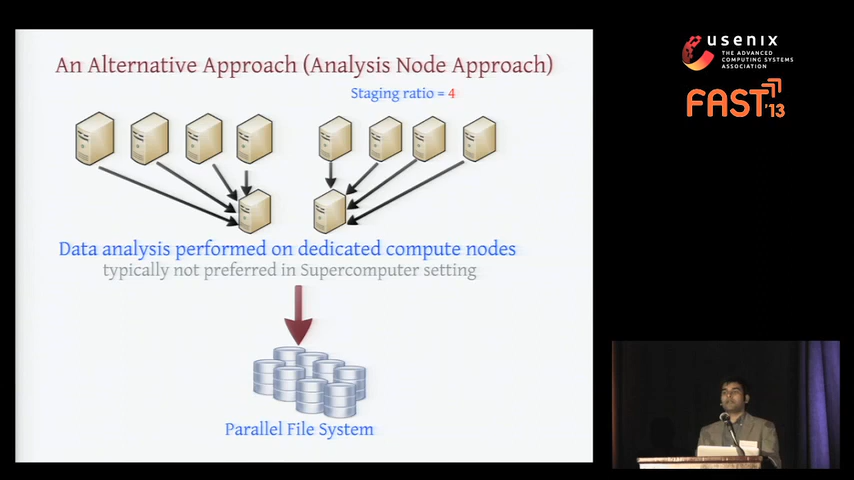 An Alternative Approach (Analysis Node Approach)
Staging ratio = 4
Data analysis performed on dedicated compute nodes
typically not preferred in Supercomputer setting
Parallel File System
usenix
THE ADVANCED
COMPUTING SYSTEMS
ASSOCIATION
FAST'13